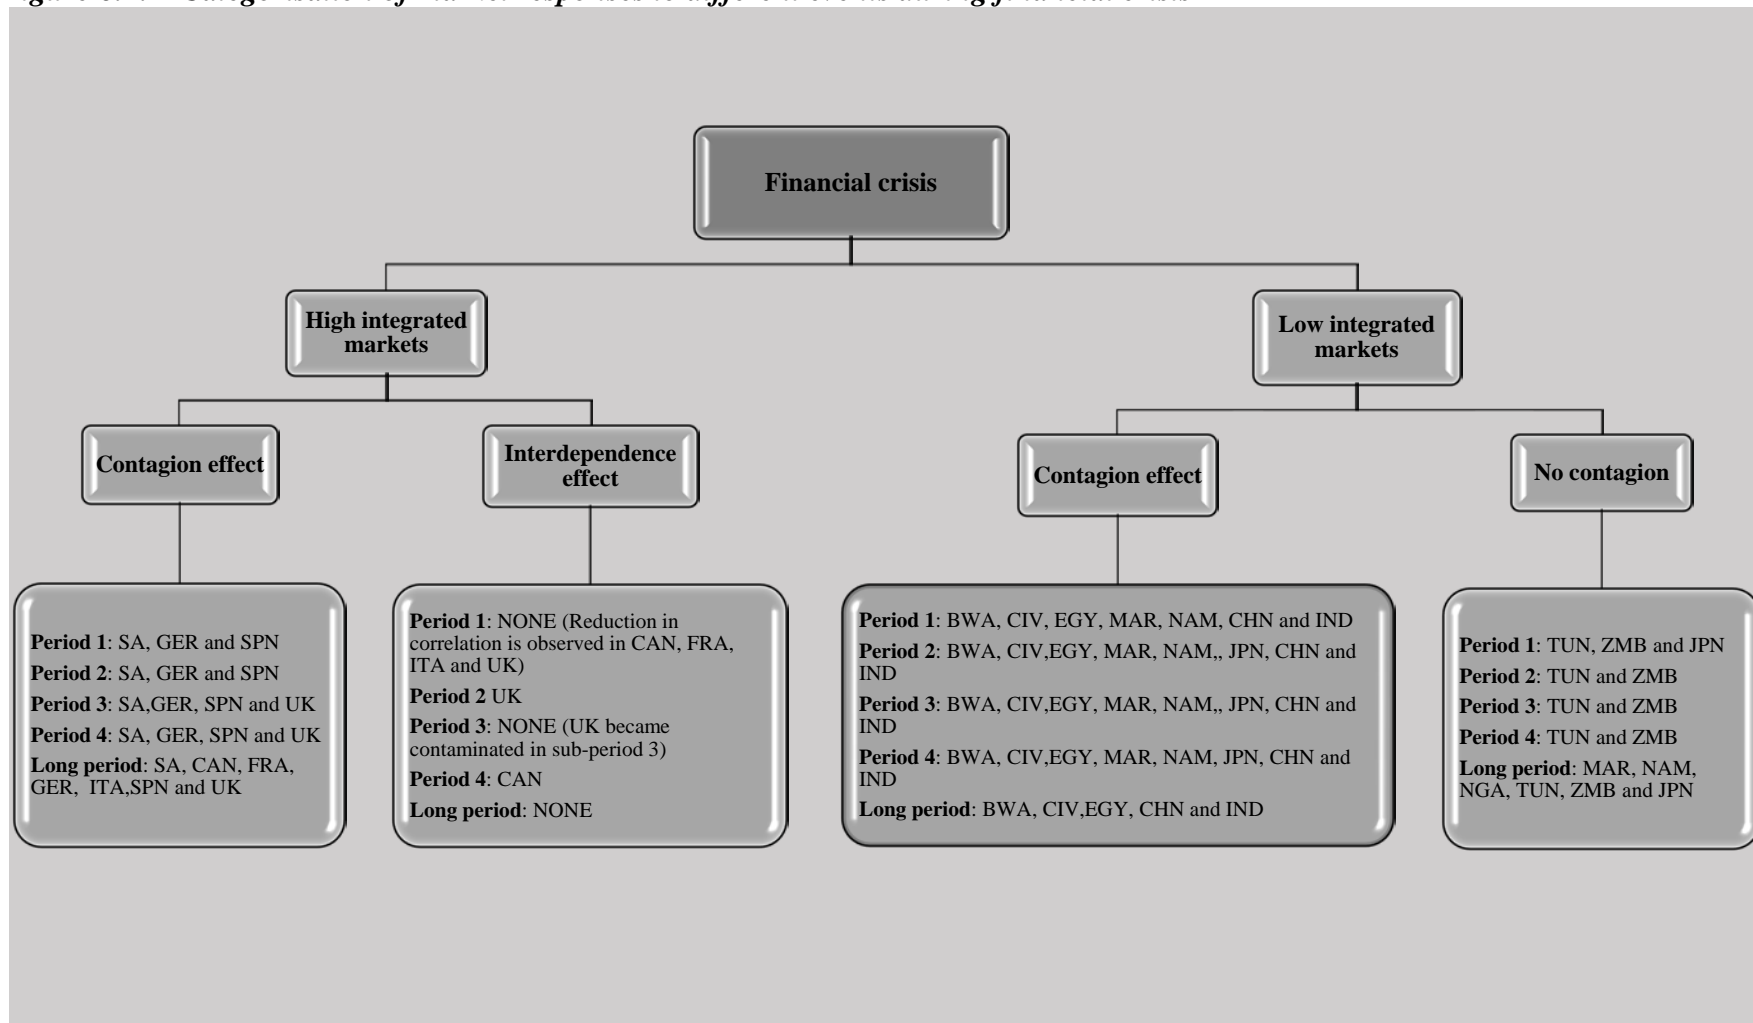 Financial crisis
High integrated
markets
Low integrated
markets
Contagion effect
Interdependence
effect
Contagion effect
No contagion
Period 1: SA, GER and SPN
Period 2: SA, GER and SPN
Period 3: SA,GER, SPN and UK
Period 4: SA, GER, SPN and UK
Long period: SA, CAN, FRA,
GER, ITA,SPN and UK
Period 1: NONE (Reduction in
correlation is observed in CAN, FRA,
ITA and UK)
Period 2 UK
Period 3: NONE (UK became
contaminated in sub-period 3)
Period 4: CAN
Long period: NONE
Period 1: BWA, CIV, EGY, MAR, NAM, CHN and IND
Period 2: BWA, CIV,EGY, MAR, NAM,, JPN, CHN and
IND
Period 3: BWA, CIV,EGY, MAR, NAM,, JPN, CHN and
IND
Period 4: BWA, CIV,EGY, MAR, NAM, JPN, CHN and
IND
Long period: BWA, CIV,EGY, CHN and IND
Period 1: TUN, ZMB and JPN
Period 2: TUN and ZMB
Period 3: TUN and ZMB
Period 4: TUN and ZMB
Long period: MAR, NAM,
NGA, TUN, ZMB and JPN